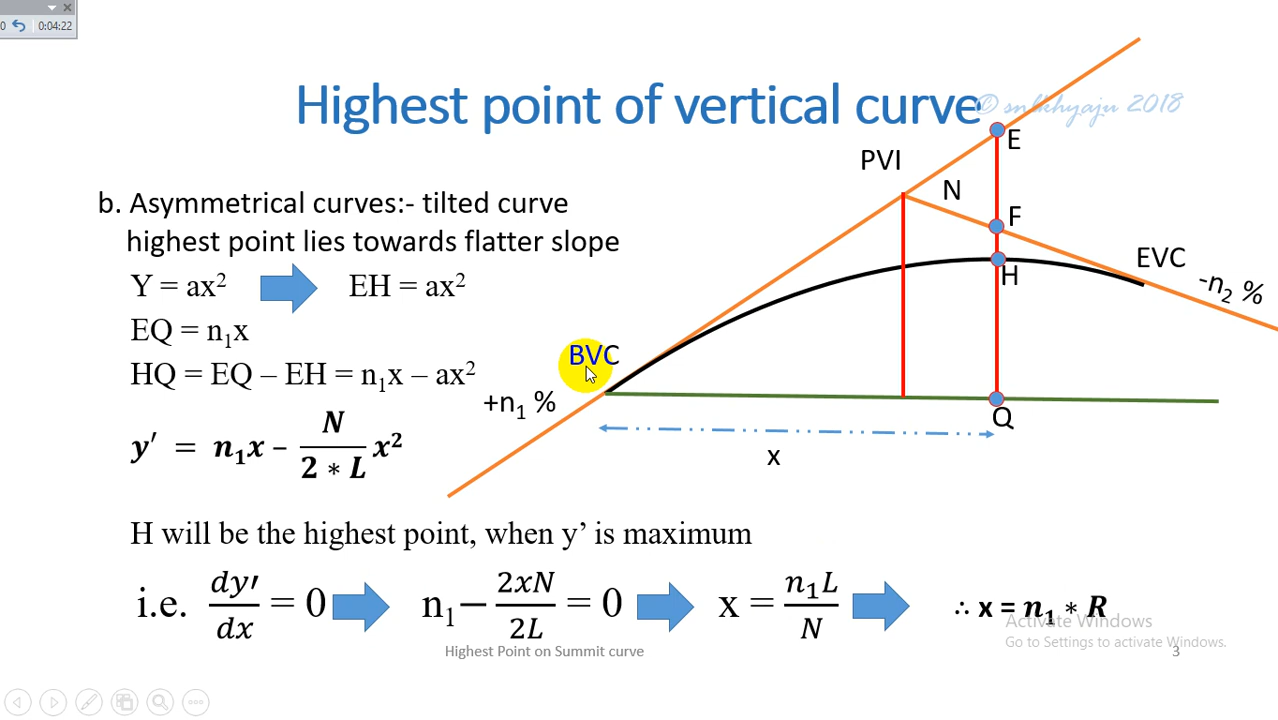 0 0:04:22
Highest point of vertical curve
© snlkhyaju 2018
b. Asymmetrical curves:- tilted curve
highest point lies towards flatter slope
Y = ax² EH = ax²
EQ = n₁x
HQ = EQ – EH = n₁x – ax²
y′ = n₁x – N / 2 ∗ L x²
H will be the highest point, when y’ is maximum
i.e. dy′ / dx = 0 n₁ – 2xN / 2L = 0 x = n₁L / N ∴ x = n₁ ∗ R
PVI
E
N
F
H
EVC
-n₂ %
BVC
+n₁ %
Q
x
Activate Windows
Go to Settings to activate Windows.
Highest Point on Summit curve
3